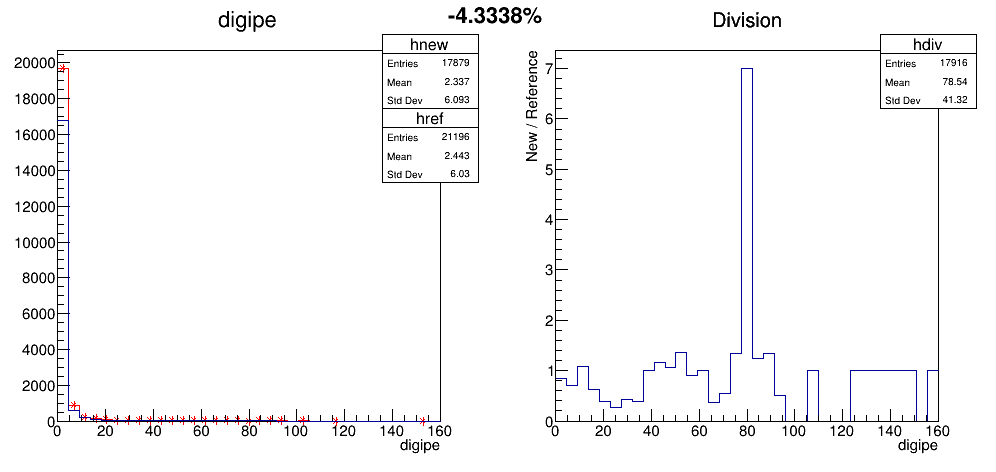 -4.3338%
digipe
hnew
Entries 17879
Mean 2.337
Std Dev 6.093
href
Entries 21196
Mean 2.443
Std Dev 6.03
20000
18000
16000
14000
12000
10000
8000
6000
4000
2000
0
0 20 40 60 80 100 120 140 160
digipe
Division
hdiv
Entries 17916
Mean 78.54
Std Dev 41.32
New / Reference
7
6
5
4
3
2
1
0
0 20 40 60 80 100 120 140 160
digipe